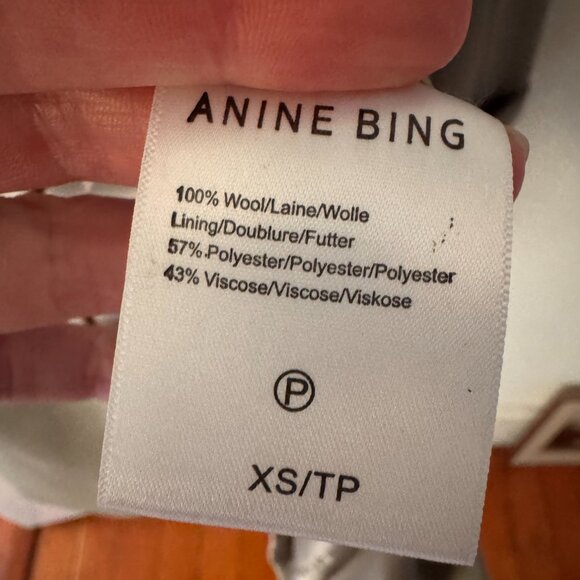 ANINE BING
100% Wool/Laine/Wolle
Lining/Doublure/Futter
57% Polyester/Polyester/Polyester
43% Viscose/Viscose/Viskose
P
XS/TP